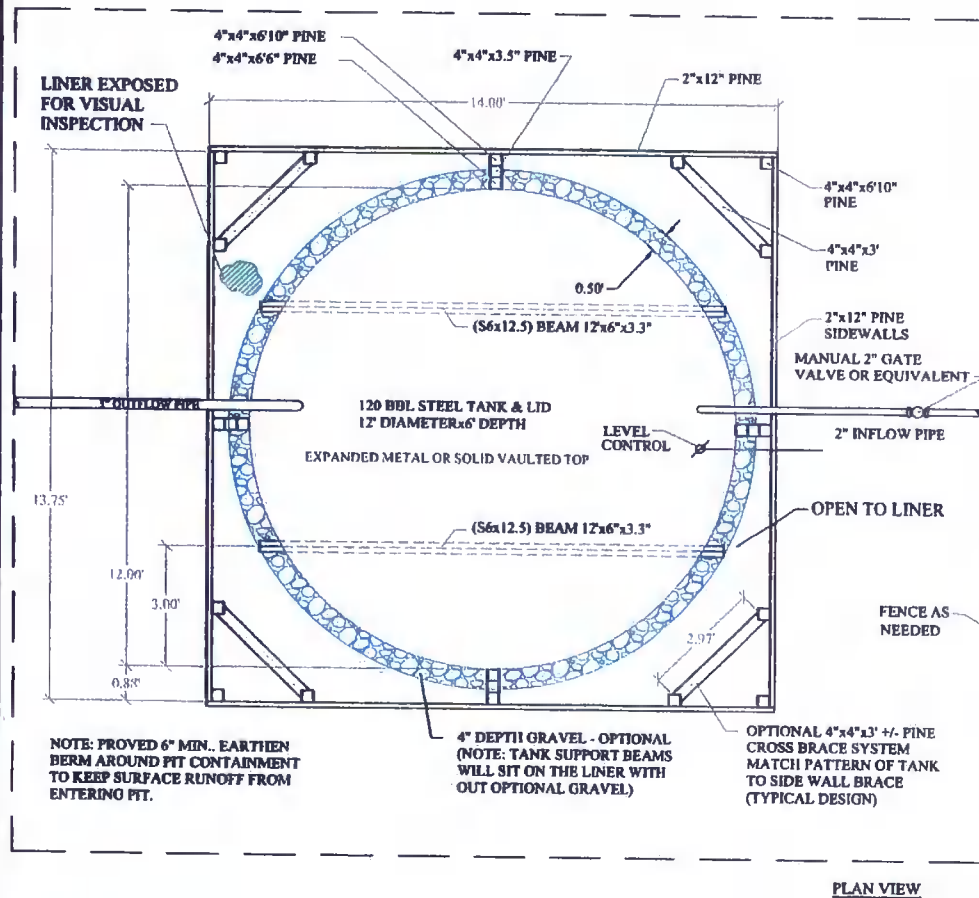 4"x4"x6'10" PINE
4"x4"x6'6" PINE
4"x4"x3.5" PINE
2"x12" PINE
LINER EXPOSED
FOR VISUAL
INSPECTION
14.00'
4"x4"x6'10"
PINE
4"x4"x3'
PINE
0.50'
(S6x12.5) BEAM 12'x6"x3.3"
2"x12" PINE
SIDEWALLS
MANUAL 2" GATE
VALVE OR EQUIVALENT
3" OUTFLOW PIPE
120 BBL STEEL TANK & LID
12' DIAMETERx6' DEPTH
LEVEL
CONTROL
2" INFLOW PIPE
EXPANDED METAL OR SOLID VAULTED TOP
13.75'
OPEN TO LINER
(S6x12.5) BEAM 12'x6"x3.3"
12.00'
3.00'
FENCE AS
NEEDED
2.97'
0.88'
NOTE: PROVED 6" MIN., EARTHEN
BERM AROUND PIT CONTAINMENT
TO KEEP SURFACE RUNOFF FROM
ENTERING PIT.
4" DEPTH GRAVEL - OPTIONAL
(NOTE: TANK SUPPORT BEAMS
WILL SIT ON THE LINER WITH
OUT OPTIONAL GRAVEL)
OPTIONAL 4"x4"x3' +/- PINE
CROSS BRACE SYSTEM
MATCH PATTERN OF TANK
TO SIDE WALL BRACE
(TYPICAL DESIGN)
PLAN VIEW